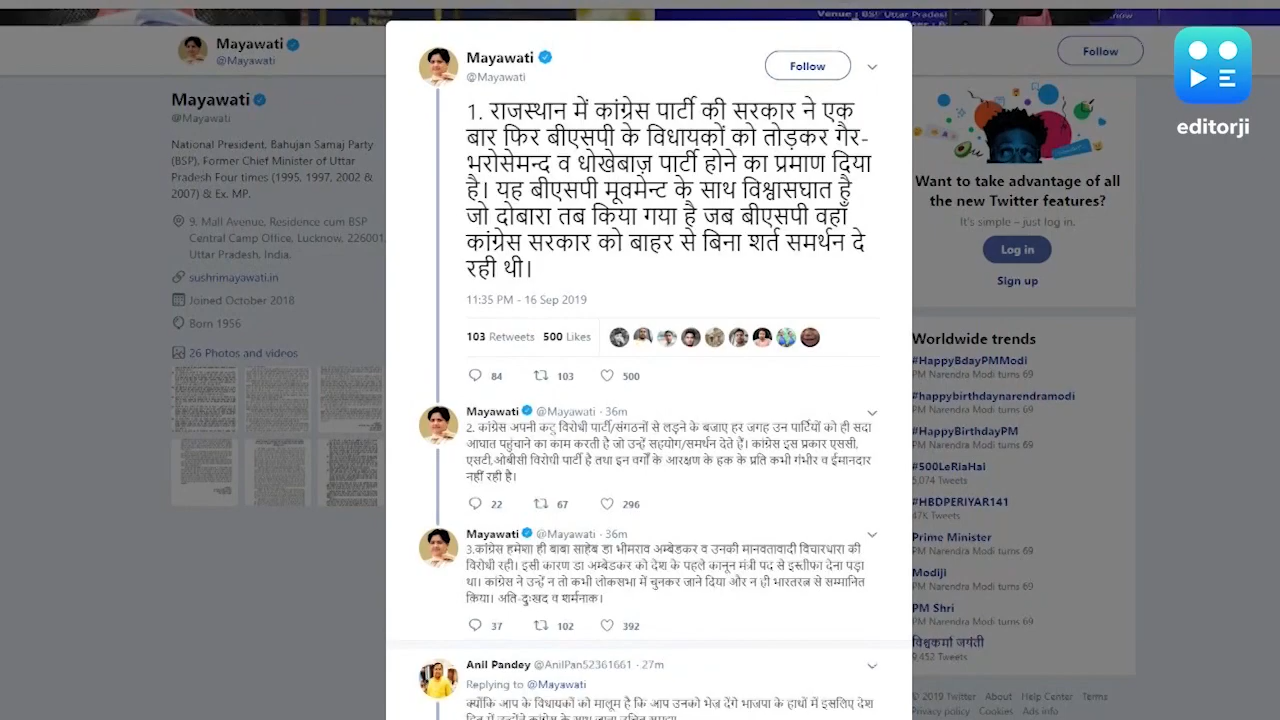 Venue : BSP Uttar Pradesh
now
Mayawati
@Mayawati
Follow
Mayawati
@Mayawati
National President, Bahujan Samaj Party
(BSP), Former Chief Minister of Uttar
Pradesh Four times (1995, 1997, 2002 &
2007) & Ex. MP.
9, Mall Avenue, Residence cum BSP
Central Camp Office, Lucknow, 226001,
Uttar Pradesh, India.
sushrimayawati.in
Joined October 2018
Born 1956
26 Photos and videos
Mayawati
@Mayawati
Follow
1. राजस्थान में कांग्रेस पार्टी की सरकार ने एक
बार फिर बीएसपी के विधायकों को तोड़कर गैर-
भरोसेमन्द व धोखेबाज़ पार्टी होने का प्रमाण दिया
है। यह बीएसपी मूवमेन्ट के साथ विश्वासघात है
जो दोबारा तब किया गया है जब बीएसपी वहाँ
कांग्रेस सरकार को बाहर से बिना शर्त समर्थन दे
रही थी।
11:35 PM - 16 Sep 2019
103 Retweets 500 Likes
84 103 500
Mayawati @Mayawati · 36m
2. कांग्रेस अपनी कटु विरोधी पार्टी/संगठनों से लड़ने के बजाए हर जगह उन पार्टियों को ही सदा
आघात पहुंचाने का काम करती है जो उन्हें सहयोग/समर्थन देते हैं। कांग्रेस इस प्रकार एससी,
एसटी,ओबीसी विरोधी पार्टी है तथा इन वर्गों के आरक्षण के हक के प्रति कभी गंभीर व ईमानदार
नहीं रही है।
22 67 296
Mayawati @Mayawati · 36m
3.कांग्रेस हमेशा ही बाबा साहेब डा भीमराव अम्बेडकर व उनकी मानवतावादी विचारधारा की
विरोधी रही। इसी कारण डा अम्बेडकर को देश के पहले कानून मंत्री पद से इस्तीफा देना पड़ा
था। कांग्रेस ने उन्हें न तो कभी लोकसभा में चुनकर जाने दिया और न ही भारतरत्न से सम्मानित
किया। अति-दुःखद व शर्मनाक।
37 102 392
Anil Pandey @AnilPan52361661 · 27m
Replying to @Mayawati
क्योंकि आप के विधायकों को मालूम है कि आप उनको भेज देंगे भाजपा के हाथों में इसलिए देश
editorji
Want to take advantage of all
the new Twitter features?
It's simple – just log in.
Log in
Sign up
Worldwide trends
#HappyBdayPMModi
PM Narendra Modi turns 69
#happybirthdaynarendramodi
PM Narendra Modi turns 69
#HappyBirthdayPM
PM Narendra Modi turns 69
#500LeRiaHai
5,074 Tweets
#HBDPERIYAR141
47K Tweets
Prime Minister
PM Narendra Modi turns 69
Modiji
PM Narendra Modi turns 69
PM Shri
PM Narendra Modi turns 69
विश्वकर्मा जयंती
9,452 Tweets
© 2019 Twitter About Help Center Terms
Privacy policy Cookies Ads info